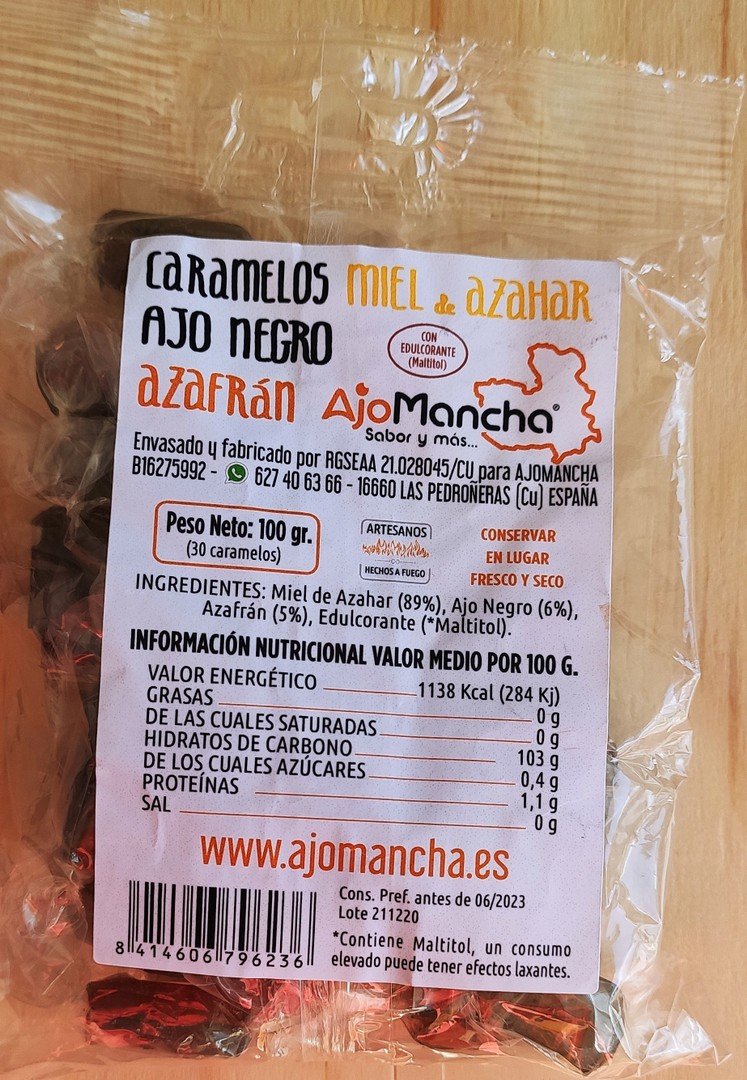 CARAMELOS MIEL de AZAHAR
AJO NEGRO
CON
EDULCORANTE
(Maltitol)
AZAFRÁN
AjoMancha®
Sabor y más...
Envasado y fabricado por RGSEAA 21.028045/CU para AJOMANCHA
B16275992 - 627 40 63 66 - 16660 LAS PEDROÑERAS (Cu) ESPAÑA
Peso Neto: 100 gr.
(30 caramelos)
ARTESANOS
HECHOS A FUEGO
CONSERVAR
EN LUGAR
FRESCO Y SECO
INGREDIENTES: Miel de Azahar (89%), Ajo Negro (6%),
Azafrán (5%), Edulcorante (*Maltitol).
INFORMACIÓN NUTRICIONAL VALOR MEDIO POR 100 G.
VALOR ENERGÉTICO 1138 Kcal (284 Kj)
GRASAS 0 g
DE LAS CUALES SATURADAS 0 g
HIDRATOS DE CARBONO 103 g
DE LOS CUALES AZÚCARES 0,4 g
PROTEÍNAS 1,1 g
SAL 0 g
www.ajomancha.es
Cons. Pref. antes de 06/2023
Lote 211220
*Contiene Maltitol, un consumo
elevado puede tener efectos laxantes.
8 414606 796236